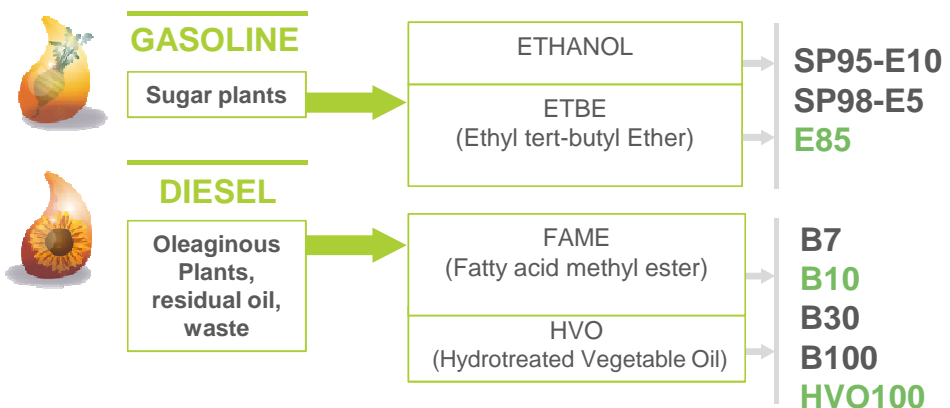 GASOLINE
Sugar plants
ETHANOL
ETBE
(Ethyl tert-butyl Ether)
SP95-E10
SP98-E5
E85
DIESEL
Oleaginous
Plants,
residual oil,
waste
FAME
(Fatty acid methyl ester)
HVO
(Hydrotreated Vegetable Oil)
B7
B10
B30
B100
HVO100